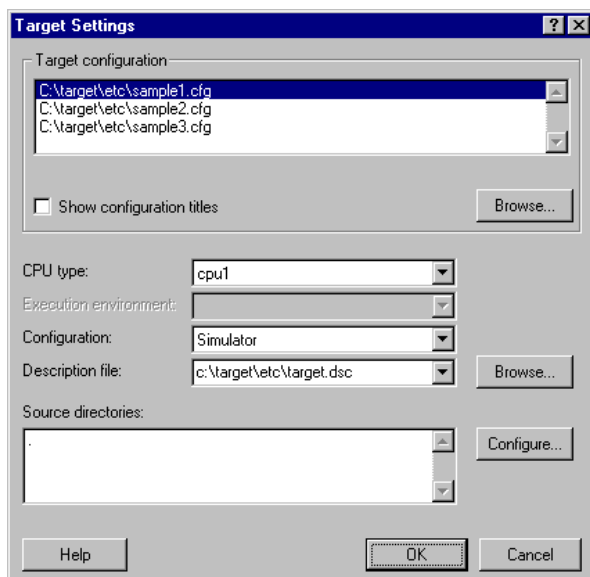 Target Settings
Target configuration
C:\target\etc\sample1.cfg
C:\target\etc\sample2.cfg
C:\target\etc\sample3.cfg
Show configuration titles
Browse...
CPU type:
cpu1
Execution environment:
Configuration:
Simulator
Description file:
c:\target\etc\target.dsc
Browse...
Source directories:
.
Configure...
Help
OK
Cancel